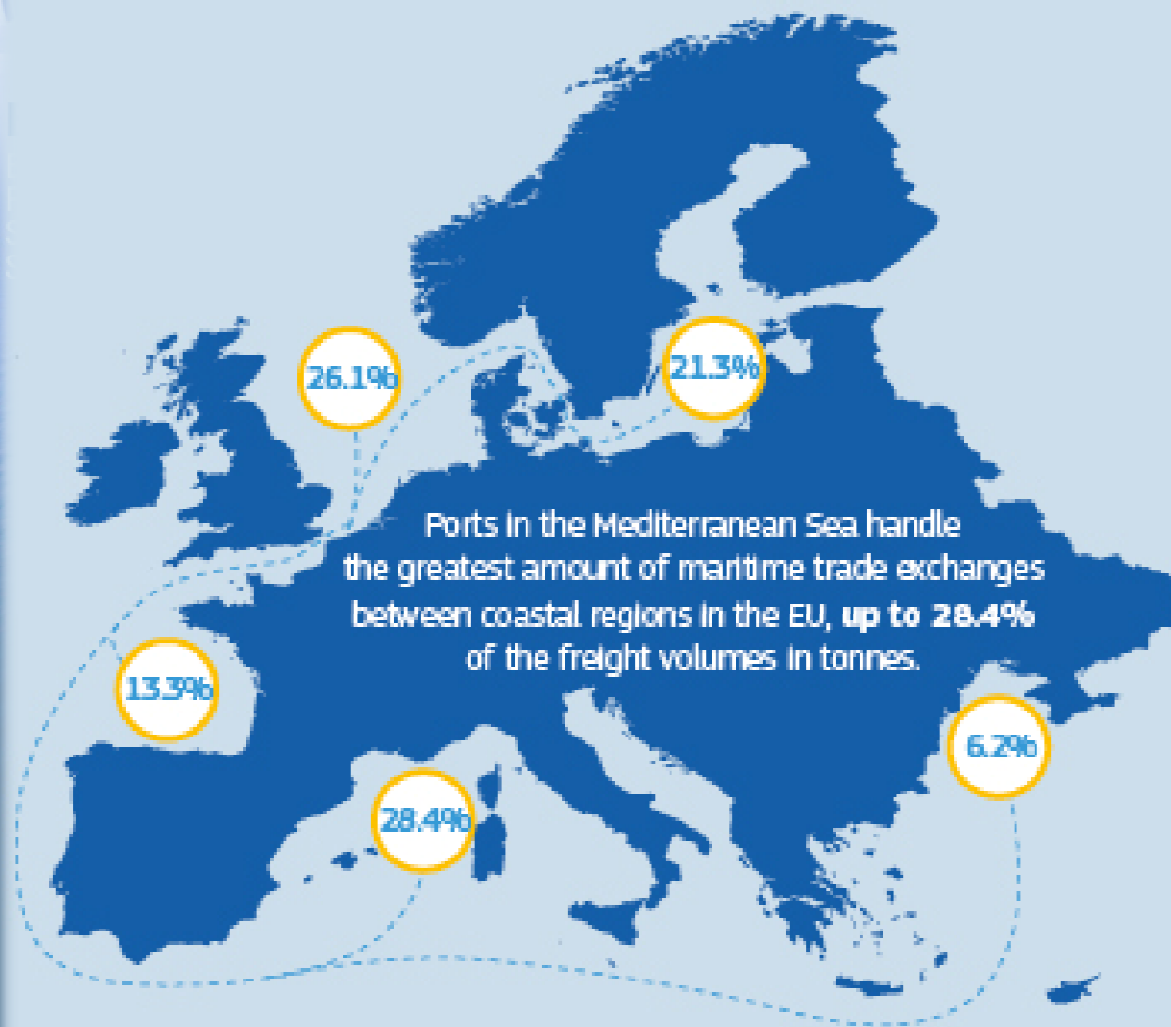 26.1%
21.3%
Ports in the Mediterranean Sea handle
the greatest amount of maritime trade exchanges
between coastal regions in the EU, up to 28.4%
of the freight volumes in tonnes.
13.3%
6.2%
28.4%